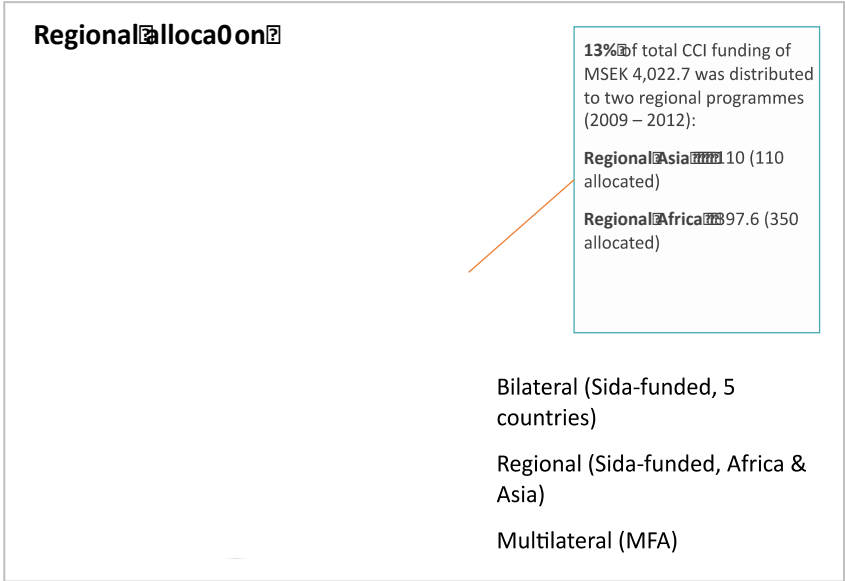 Regional alloca0on
13% of total CCI funding of
MSEK 4,022.7 was distributed
to two regional programmes
(2009 – 2012):
Regional Asia 110 (110
allocated)
Regional Africa 397.6 (350
allocated)
Bilateral (Sida-funded, 5
countries)
Regional (Sida-funded, Africa &
Asia)
Multilateral (MFA)